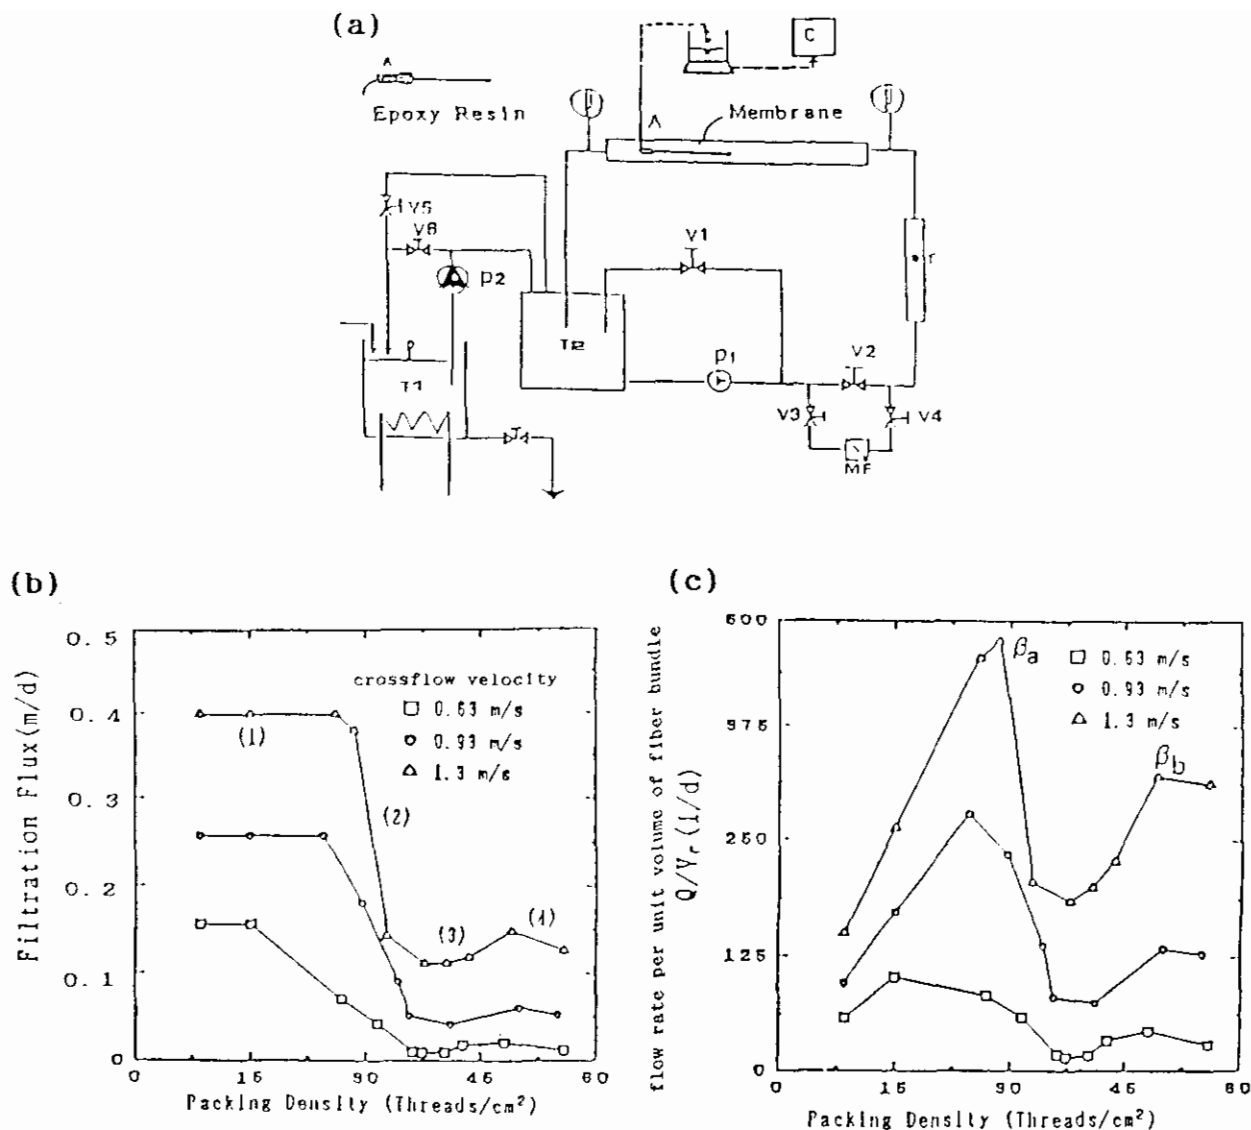 (a)
C
A
Epoxy Resin
A
Membrane
V5
V6
V1
P2
r
T2
V2
P1
T1
V3
V4
MF
(b)
Filtration Flux(m/d)
0.5
0.4
0.3
0.2
0.1
0
crossflow velocity
0.63 m/s
0.93 m/s
1.3 m/s
(1)
(2)
(3)
(4)
0
15
90
45
60
Packing Density (Threads/cm²)
(c)
flow rate per unit volume of fiber bundle
Q/Vr (1/d)
500
975
250
125
0
βa
0.63 m/s
0.93 m/s
1.3 m/s
βb
0
15
90
45
60
Packing Density (Threads/cm²)